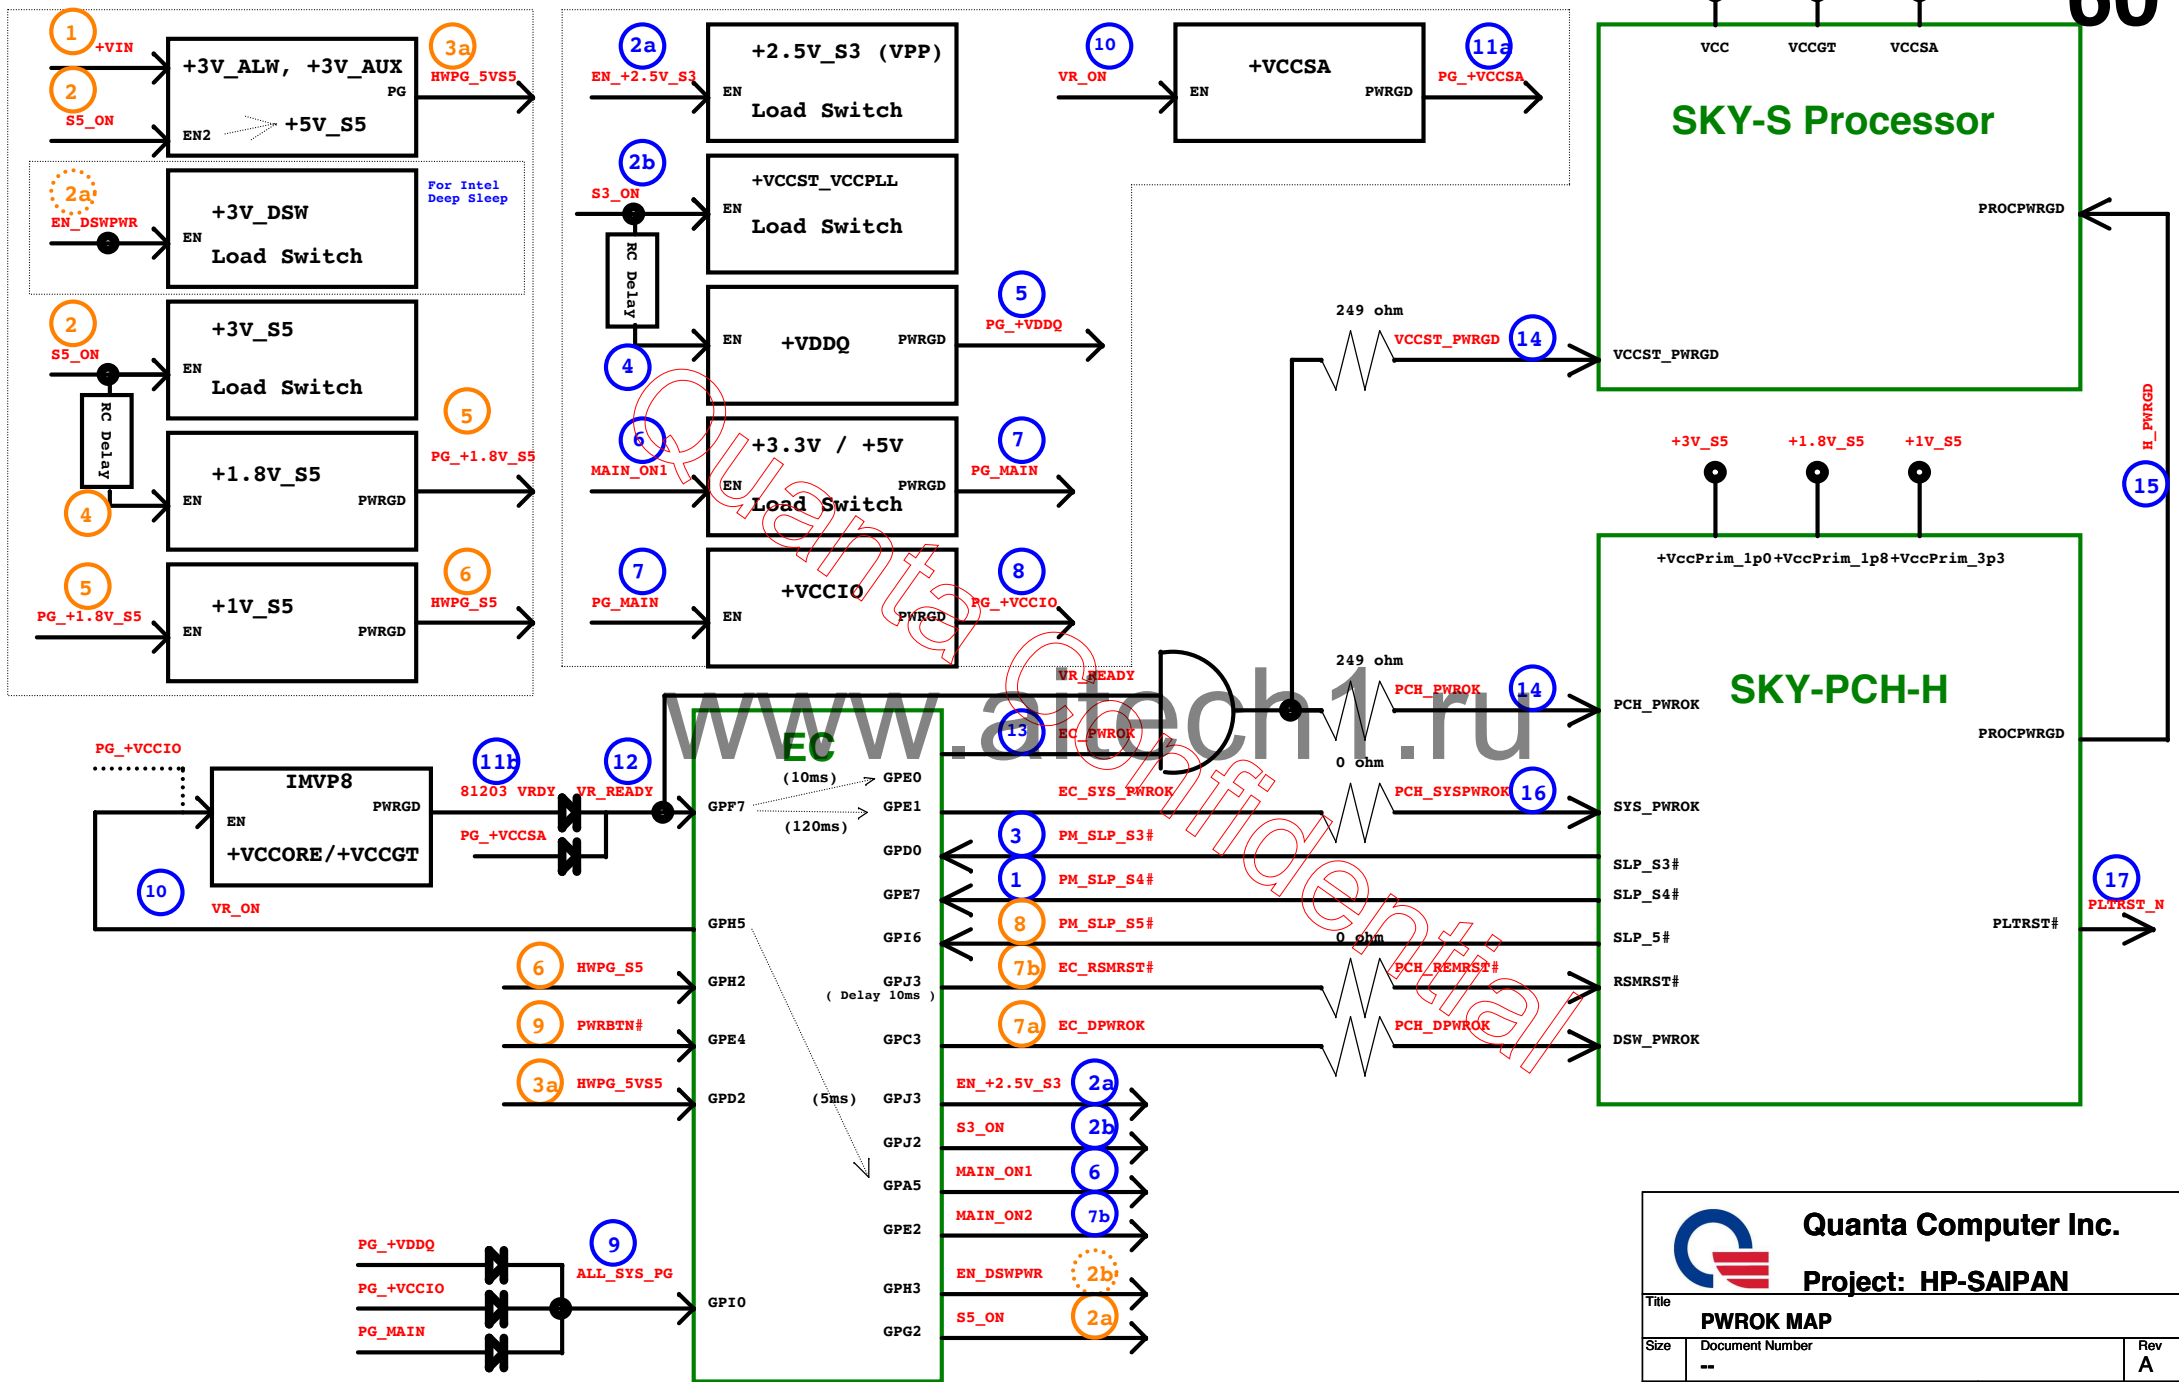 60
1
+VIN
2
S5_ON
+3V_ALW, +3V_AUX
PG
EN2
+5V_S5
3a
HWPG_5VS5
2a
EN_DSWPWR
+3V_DSW
EN
Load Switch
For Intel
Deep Sleep
2
S5_ON
+3V_S5
EN
Load Switch
RC Delay
4
+1.8V_S5
EN
PWRGD
5
PG_+1.8V_S5
5
PG_+1.8V_S5
+1V_S5
EN
PWRGD
6
HWPG_S5
2a
EN_+2.5V_S3
+2.5V_S3 (VPP)
EN
Load Switch
2b
S3_ON
+VCCST_VCCPLL
EN
Load Switch
RC Delay
4
EN
+VDDQ
PWRGD
5
PG_+VDDQ
6
MAIN_ON1
+3.3V / +5V
EN
PWRGD
Load Switch
7
PG_MAIN
7
PG_MAIN
+VCCIO
EN
PWRGD
8
PG_+VCCIO
10
VR_ON
+VCCSA
EN
PWRGD
11a
PG_+VCCSA
VCC
VCCGT
VCCSA
SKY-S Processor
PROCPWRGD
VCCST_PWRGD
249 ohm
VCCST_PWRGD
14
H_PWRGD
15
+3V_S5
+1.8V_S5
+1V_S5
+VccPrim_1p0
+VccPrim_1p8
+VccPrim_3p3
SKY-PCH-H
PCH_PWROK
PROCPWRGD
SYS_PWROK
SLP_S3#
SLP_S4#
SLP_5#
RSMRST#
DSW_PWROK
PLTRST#
17
PLTRST_N
VR_READY
249 ohm
PCH_PWROK
14
13
EC_PWROK
0 ohm
EC_SYS_PWROK
PCH_SYSPWROK
16
3
PM_SLP_S3#
1
PM_SLP_S4#
8
PM_SLP_S5#
0 ohm
7b
EC_RSMRST#
PCH_REMRST#
7a
EC_DPWROK
PCH_DPWROK
EC
(10ms)
GPE0
GPF7
GPE1
(120ms)
GPD0
GPE7
GPH5
GPI6
GPH2
GPJ3
( Delay 10ms )
GPE4
GPC3
GPD2
(5ms)
GPJ3
GPJ2
GPA5
GPE2
GPH3
GPI0
GPG2
PG_+VCCIO
IMVP8
PWRGD
EN
+VCCORE/+VCCGT
11b
81203 VRDY
12
VR_READY
PG_+VCCSA
10
VR_ON
6
HWPG_S5
9
PWRBTN#
3a
HWPG_5VS5
EN_+2.5V_S3
2a
S3_ON
2b
MAIN_ON1
6
MAIN_ON2
7b
EN_DSWPWR
2b
S5_ON
2a
PG_+VDDQ
PG_+VCCIO
PG_MAIN
9
ALL_SYS_PG
Quanta Confidential
www.aitech1.ru
Quanta Computer Inc.
Project: HP-SAIPAN
Title
PWROK MAP
Size
Document Number
Rev
--
A